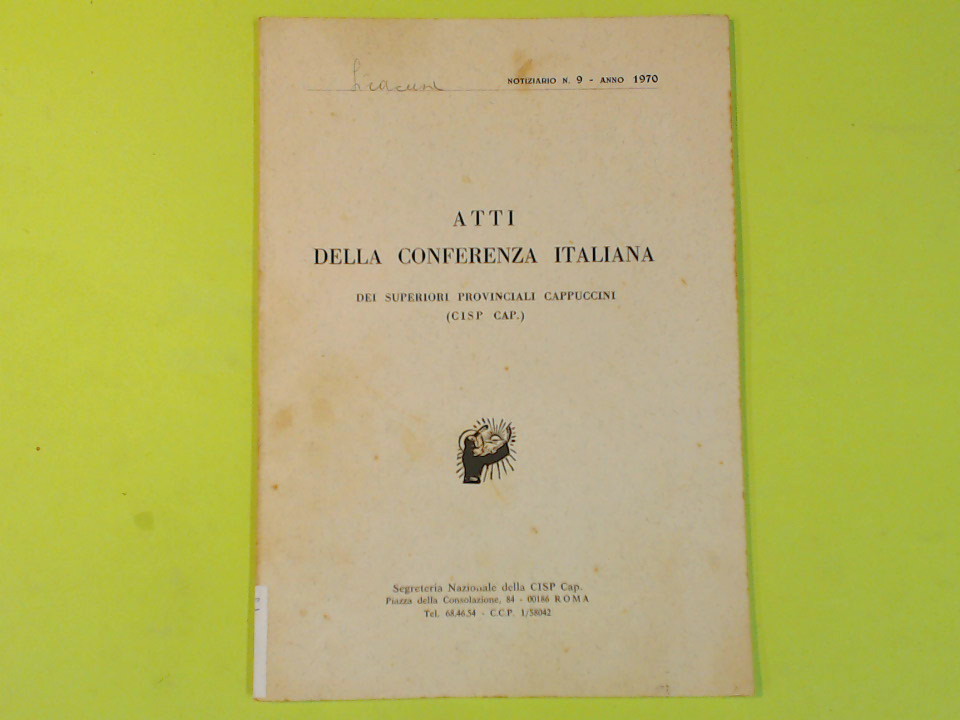 NOTIZIARIO N. 9 - ANNO 1970
ATTI
DELLA CONFERENZA ITALIANA
DEI SUPERIORI PROVINCIALI CAPPUCCINI
(CISP CAP.)
Segreteria Nazionale della CISP Cap.
Piazza della Consolazione, 84 - 00186 ROMA
Tel. 68.46.54 - C.C.P. 1/58042